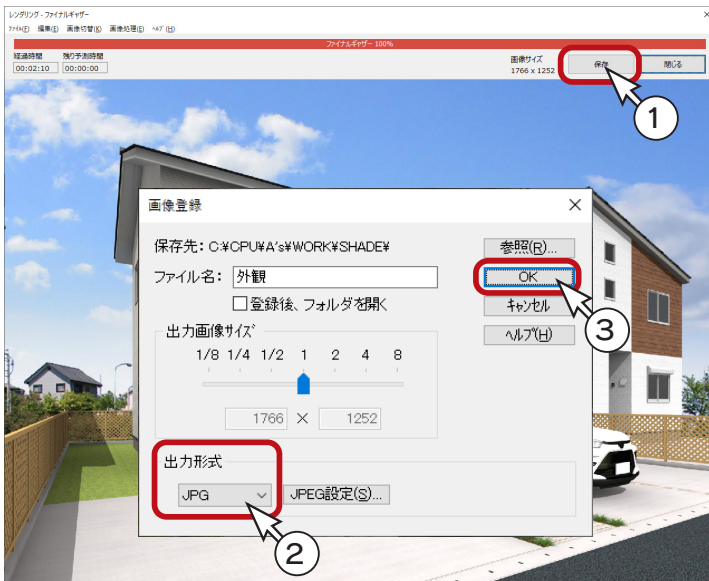 レンダリング - ファイナルギャザー
ファイル(F) 編集(E) 画像切替(K) 画像処理(E) ヘルプ(H)
ファイナルギャザー 100%
経過時間 残り予測時間
00:02:10 00:00:00
画像サイズ
1766 x 1252
保存 閉じる
1
画像登録
保存先：C:¥CPU¥A's¥WORK¥SHADE¥
参照(R)...
ファイル名：外観
OK
登録後、フォルダを開く
キャンセル
3
ヘルプ(H)
出力画像サイズ
1/8 1/4 1/2 1 2 4 8
1766 × 1252
出力形式
JPG
JPEG設定(S)...
2